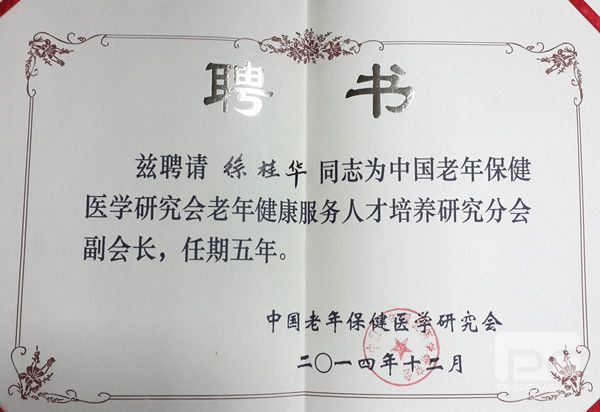 聘书
兹聘请 徐桂华 同志为中国老年保健
医学研究会老年健康服务人才培养研究分会
副会长，任期五年。
中国老年保健医学研究会
二〇一四年十二月